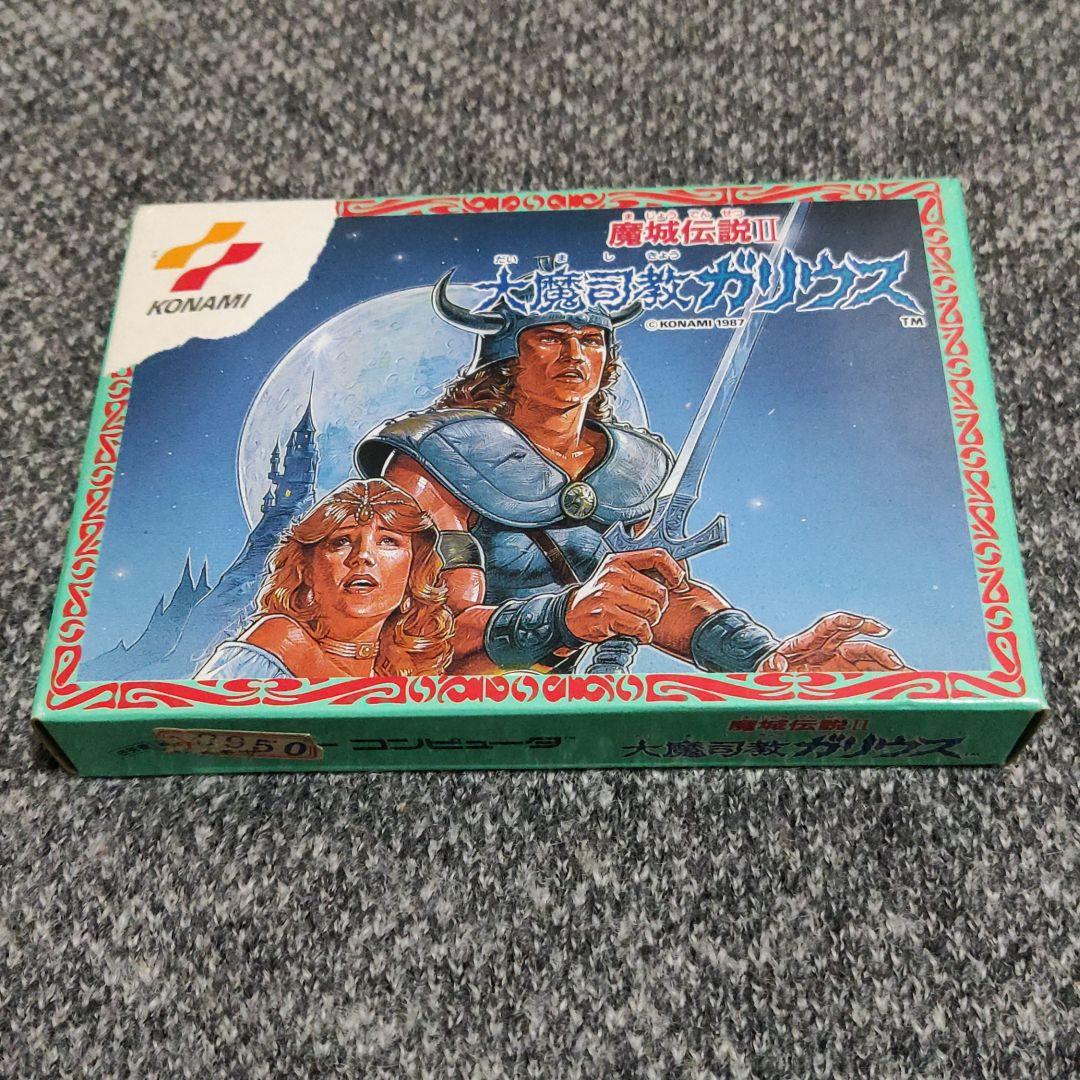 KONAMI
ま じょう でん せつ
魔城伝説II
だい ま し きょう
大魔司教ガリウス
TM
© KONAMI 1987
950
コンピュータ
魔城伝説II
大魔司教ガリウス